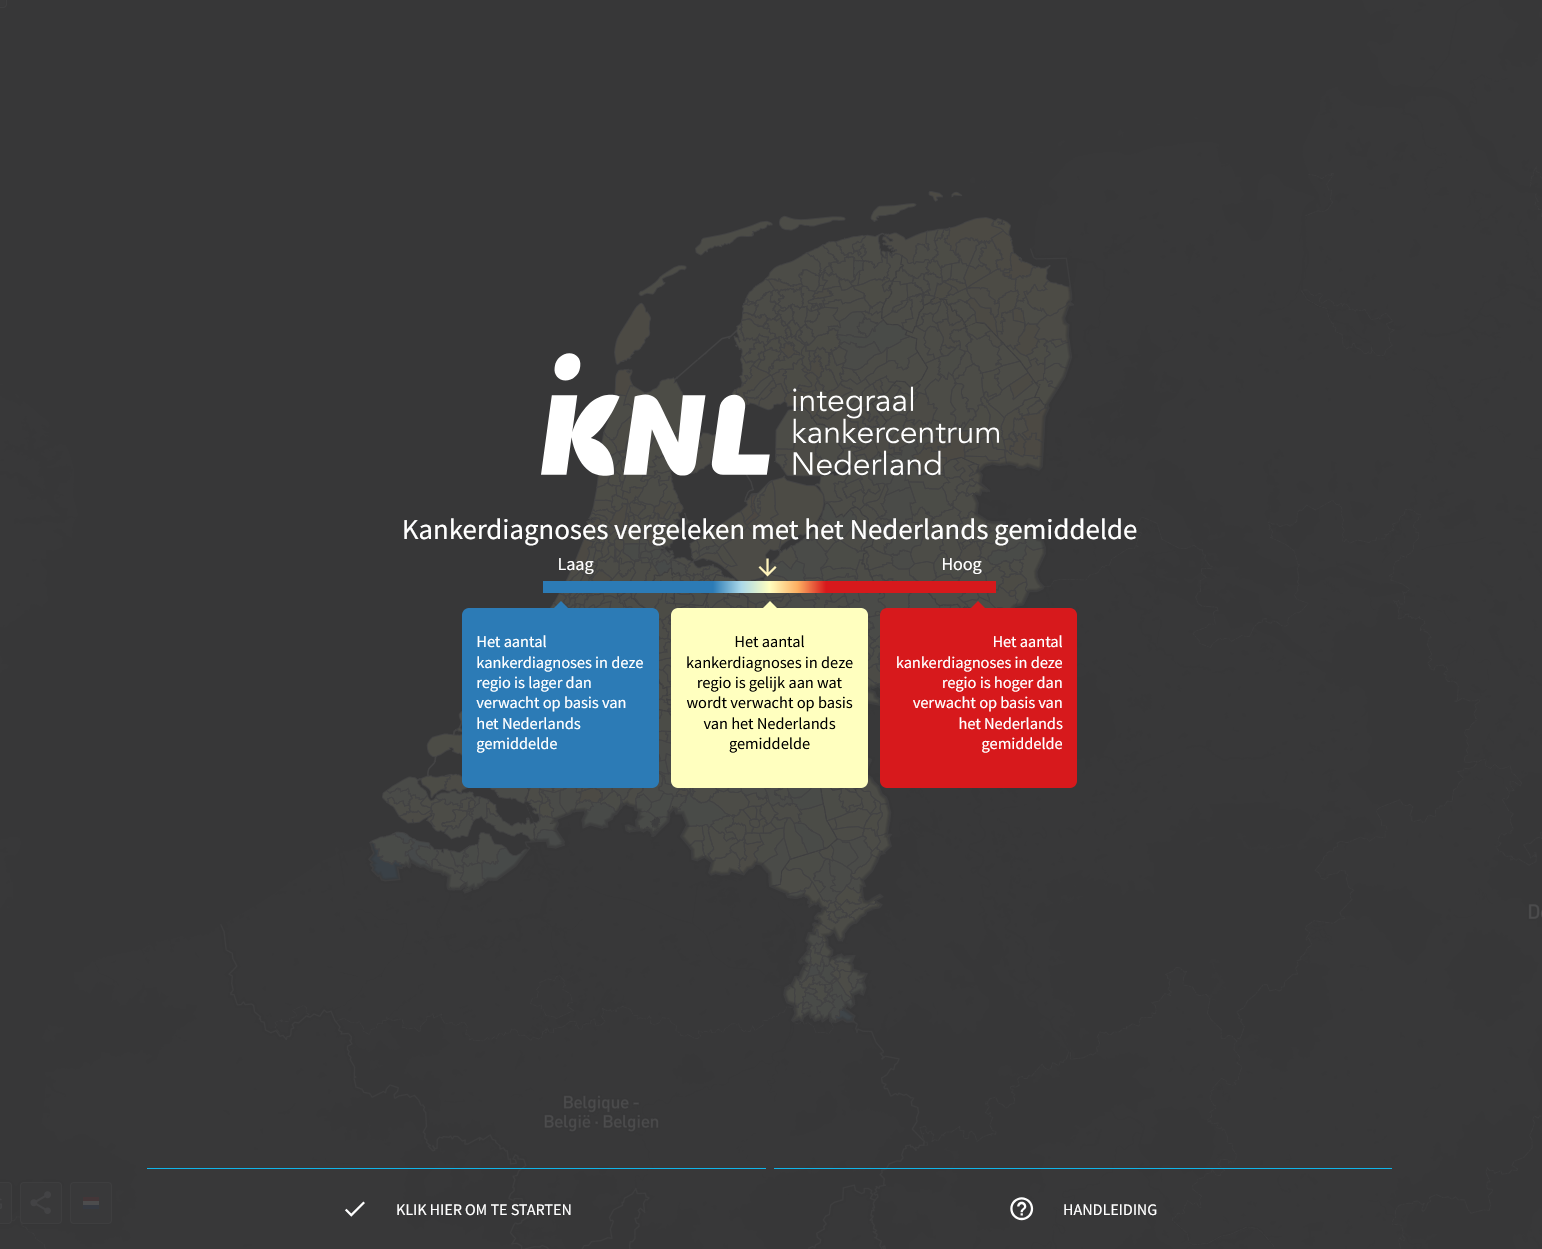 iKNL
integraal
kankercentrum
Nederland
Kankerdiagnoses vergeleken met het Nederlands gemiddelde
Laag
Hoog
Het aantal
kankerdiagnoses in deze
regio is lager dan
verwacht op basis van
het Nederlands
gemiddelde
Het aantal
kankerdiagnoses in deze
regio is gelijk aan wat
wordt verwacht op basis
van het Nederlands
gemiddelde
Het aantal
kankerdiagnoses in deze
regio is hoger dan
verwacht op basis van
het Nederlands
gemiddelde
Belgique -
België · Belgien
KLIK HIER OM TE STARTEN
HANDLEIDING